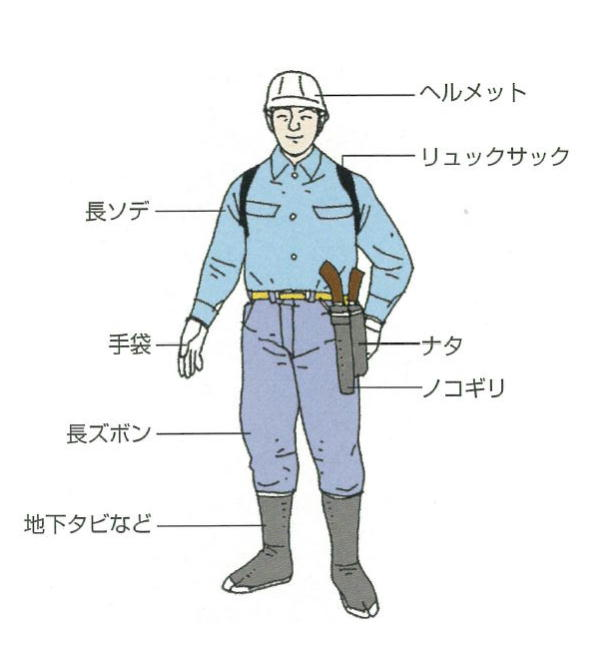 ヘルメット
リュックサック
長ソデ
手袋
ナタ
ノコギリ
長ズボン
地下タビなど